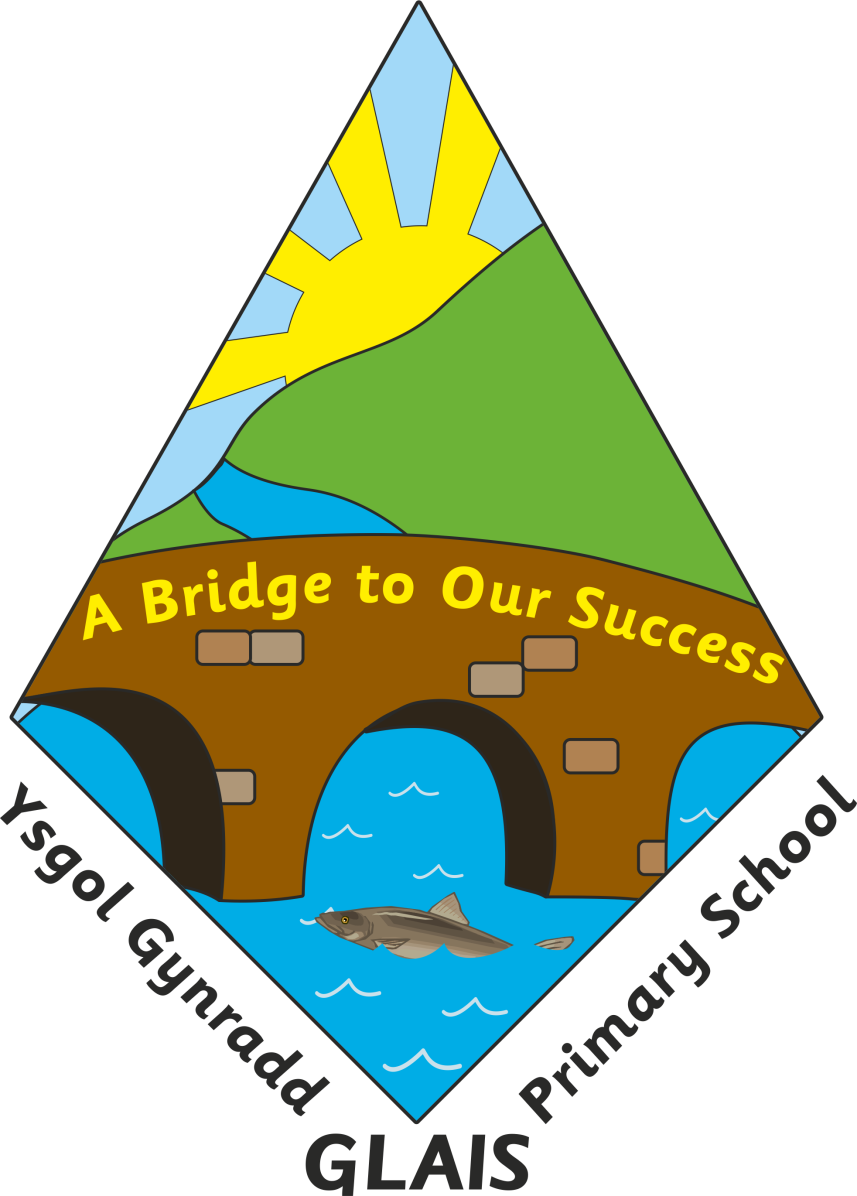 A Bridge to Our Success
Ysgol Gynradd
Primary School
GLAIS